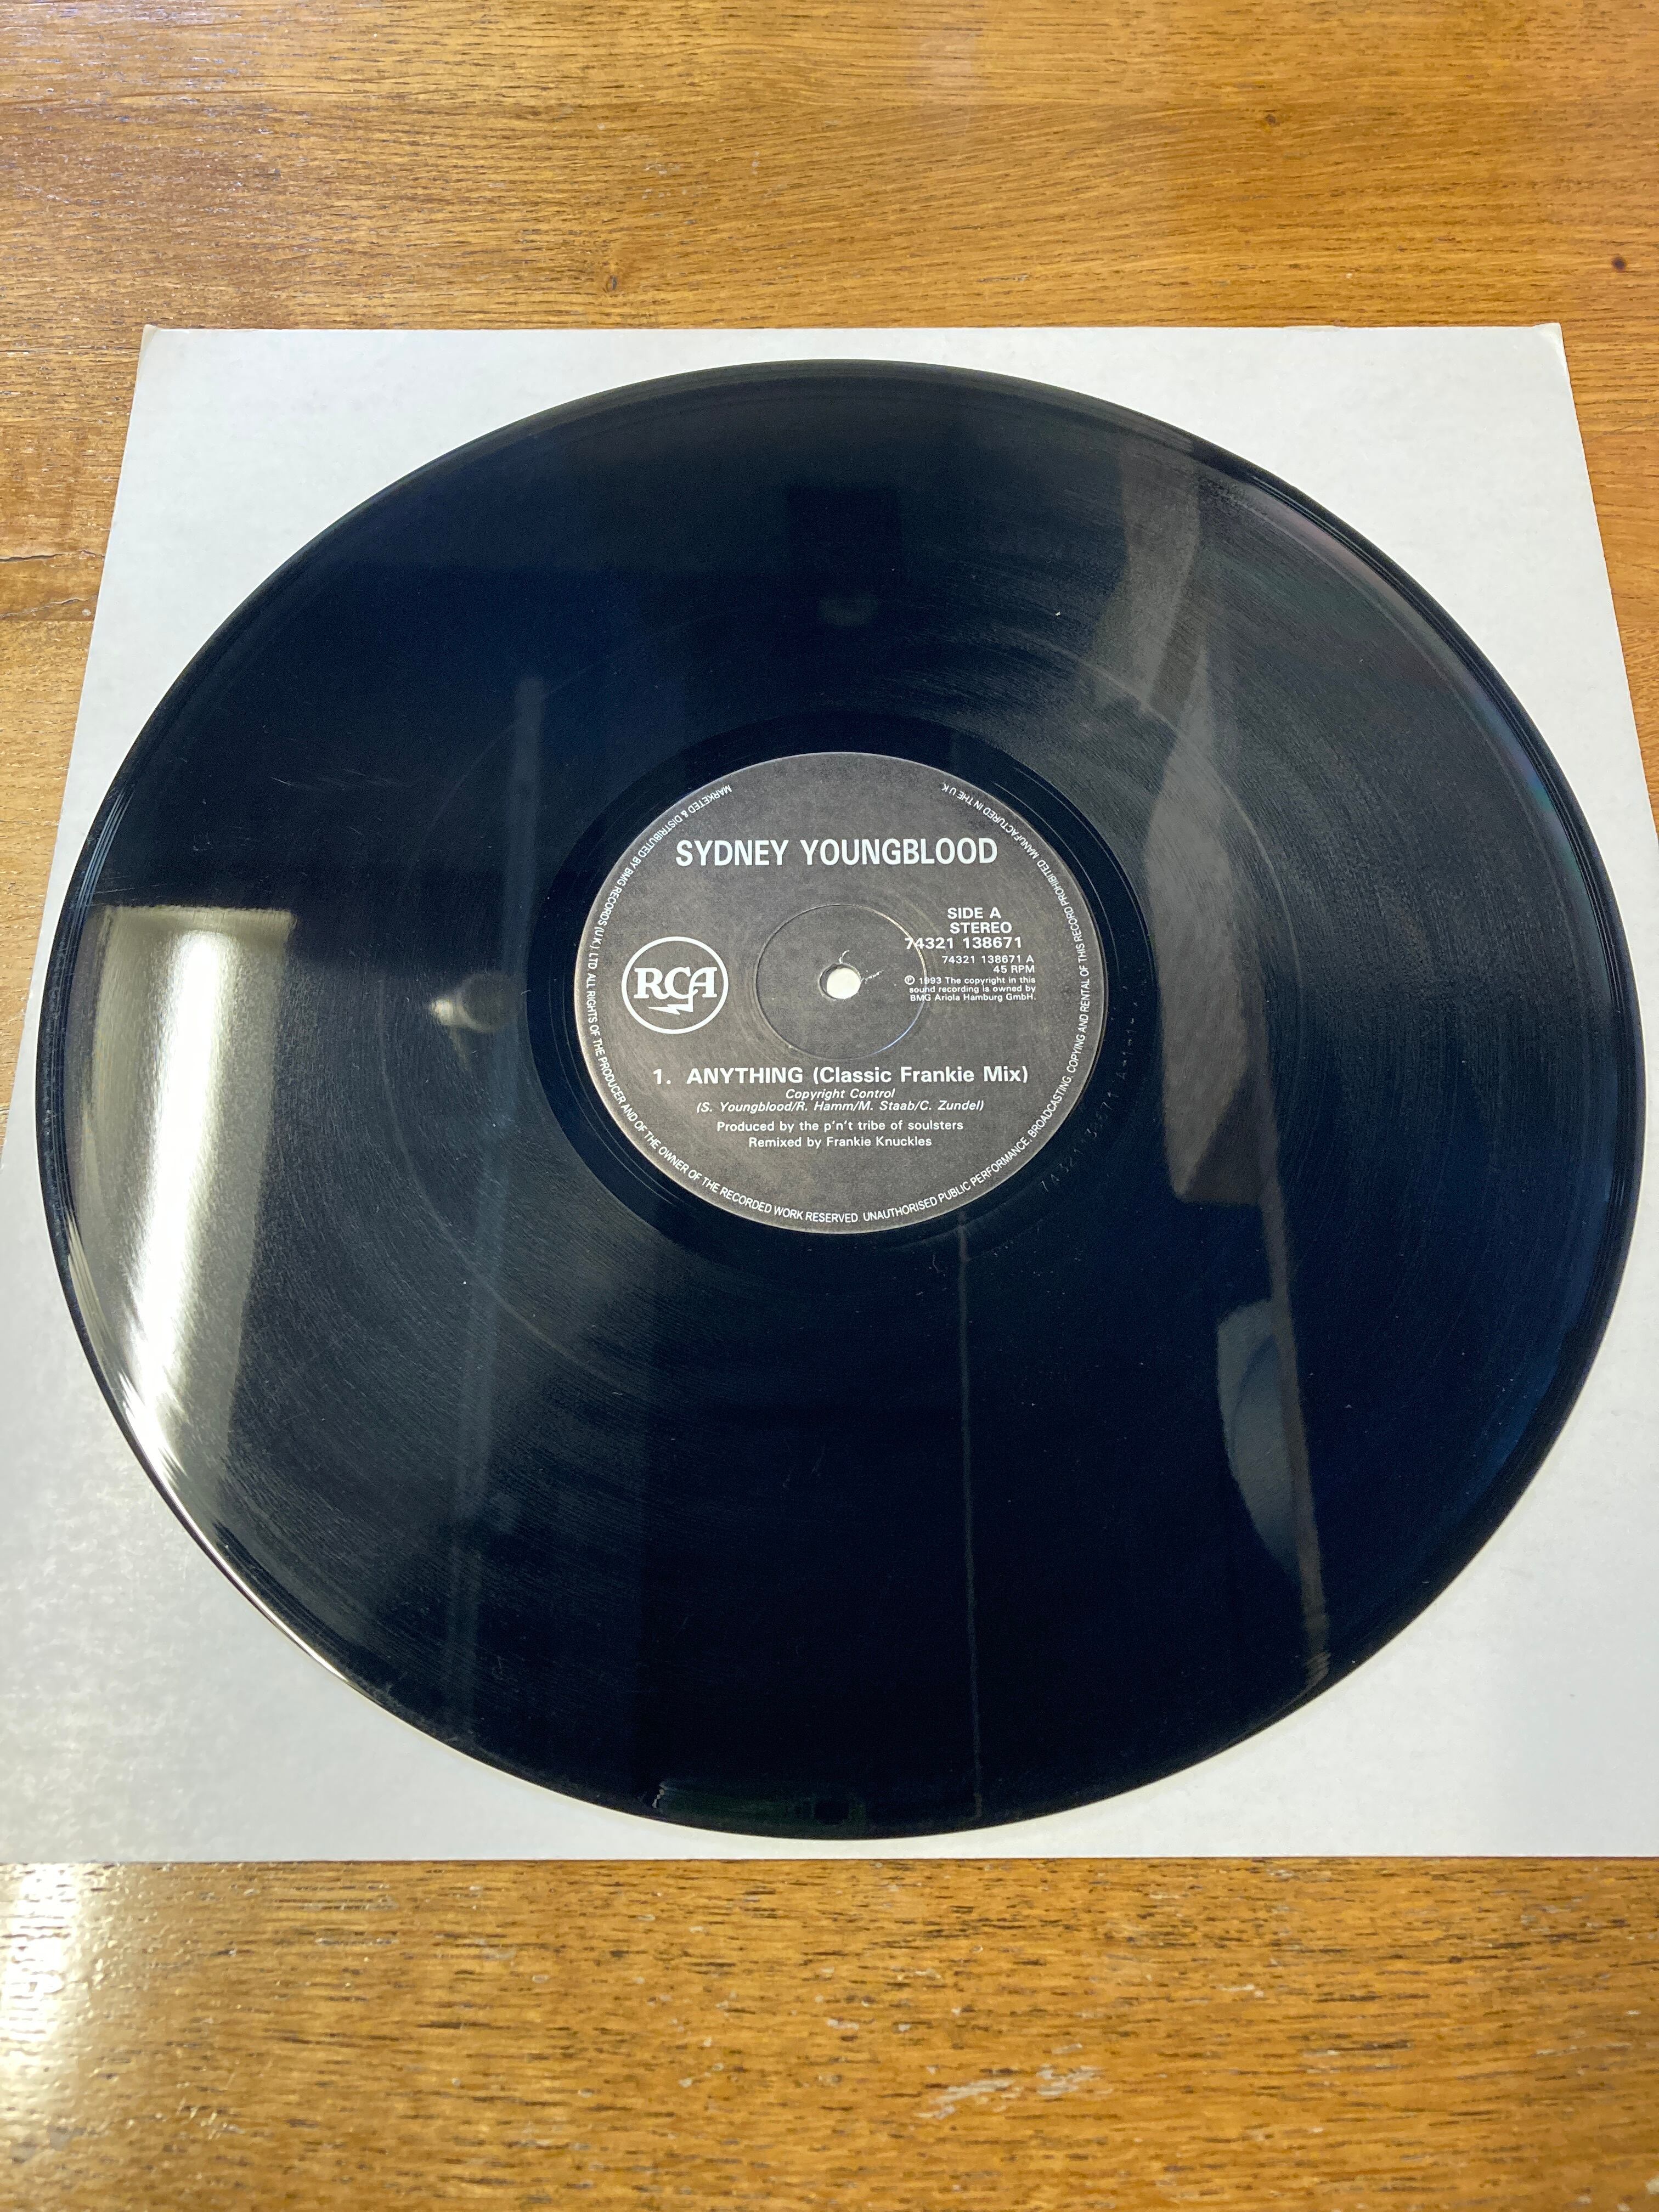 SYDNEY YOUNGBLOOD
SIDE A
STEREO
74321 138671
74321 138671 A
45 RPM
℗ 1993 The copyright in this
sound recording is owned by
BMG Ariola Hamburg GmbH.
RCA
1. ANYTHING (Classic Frankie Mix)
Copyright Control
(S. Youngblood/R. Hamm/M. Staab/C. Zundel)
Produced by the p'n't tribe of soulsters
Remixed by Frankie Knuckles
MARKETED & DISTRIBUTED BY BMG RECORDS (U.K.) LTD. ALL RIGHTS OF THE PRODUCER AND OF THE OWNER OF THE RECORDED WORK RESERVED. UNAUTHORISED PUBLIC PERFORMANCE, BROADCASTING, COPYING AND RENTAL OF THIS RECORD PROHIBITED. MANUFACTURED IN THE U.K.